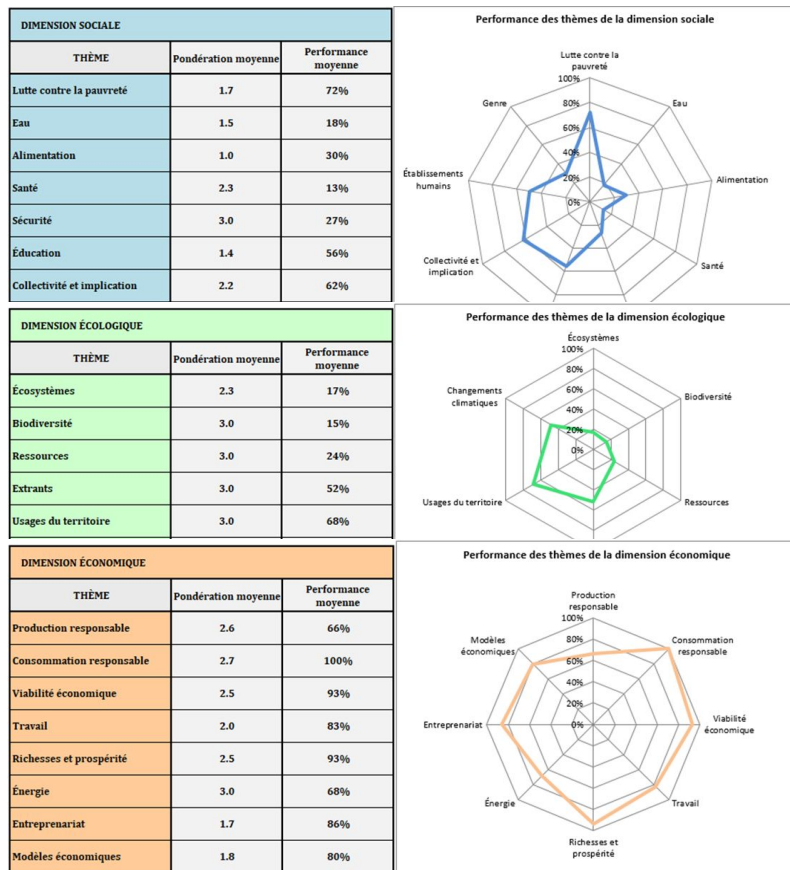 DIMENSION SOCIALE
THÈME Pondération moyenne Performance moyenne
Lutte contre la pauvreté 1.7 72%
Eau 1.5 18%
Alimentation 1.0 30%
Santé 2.3 13%
Sécurité 3.0 27%
Éducation 1.4 56%
Collectivité et implication 2.2 62%
Performance des thèmes de la dimension sociale
Lutte contre la
pauvreté
100%
80%
60%
40%
20%
0%
Genre
Eau
Établissements
humains
Alimentation
Collectivité et
implication
Santé
DIMENSION ÉCOLOGIQUE
THÈME Pondération moyenne Performance moyenne
Écosystèmes 2.3 17%
Biodiversité 3.0 15%
Ressources 3.0 24%
Extrants 3.0 52%
Usages du territoire 3.0 68%
Performance des thèmes de la dimension écologique
Écosystèmes
100%
80%
60%
40%
20%
0%
Changements
climatiques
Biodiversité
Usages du territoire
Ressources
DIMENSION ÉCONOMIQUE
THÈME Pondération moyenne Performance moyenne
Production responsable 2.6 66%
Consommation responsable 2.7 100%
Viabilité économique 2.5 93%
Travail 2.0 83%
Richesses et prospérité 2.5 93%
Énergie 3.0 68%
Entreprenariat 1.7 86%
Modèles économiques 1.8 80%
Performance des thèmes de la dimension économique
Production
responsable
100%
80%
60%
40%
20%
0%
Modèles
économiques
Consommation
responsable
Entreprenariat
Viabilité
économique
Énergie
Travail
Richesses et
prospérité